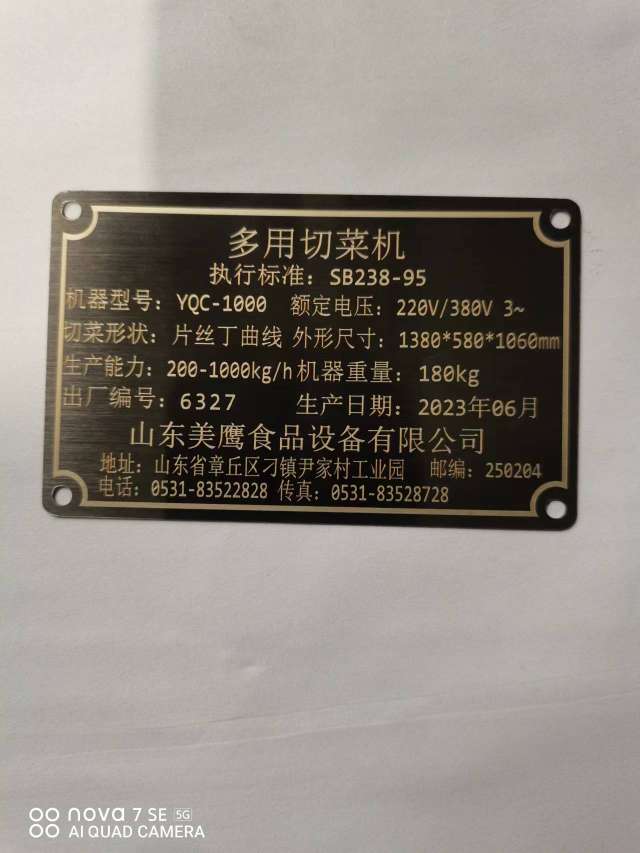 多用切菜机
执行标准：SB238-95
机器型号：YQC-1000 额定电压：220V/380V 3~
切菜形状：片丝丁曲线 外形尺寸：1380*580*1060mm
生产能力：200-1000kg/h 机器重量：180kg
出厂编号：6327 生产日期：2023年06月
山东美鹰食品设备有限公司
地址：山东省章丘区刁镇尹家村工业园 邮编：250204
电话：0531-83522828 传真：0531-83528728
nova 7 SE 5G
AI QUAD CAMERA